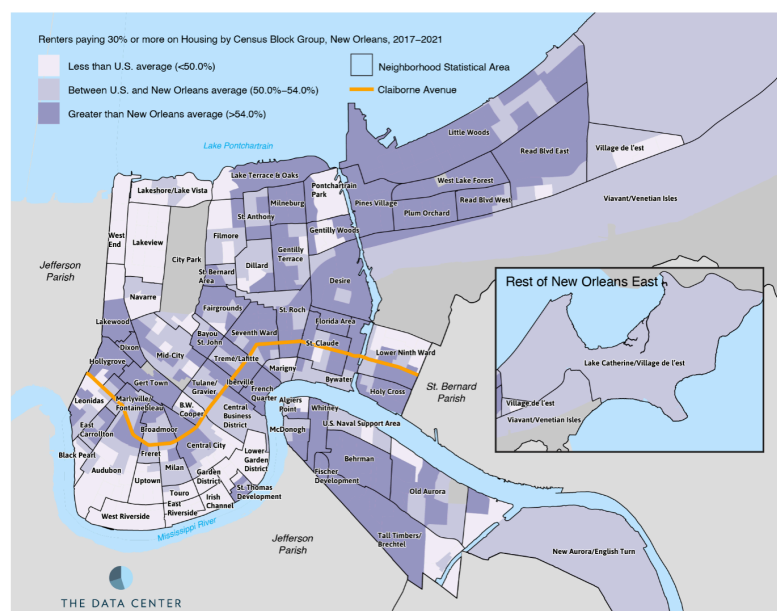 Renters paying 30% or more on Housing by Census Block Group, New Orleans, 2017–2021
Less than U.S. average (<50.0%)
Between U.S. and New Orleans average (50.0%–54.0%)
Greater than New Orleans average (>54.0%)
Neighborhood Statistical Area
Claiborne Avenue
Lake Pontchartrain
Little Woods
Read Blvd East
Village de l'est
Lake Terrace & Oaks
Lakeshore/Lake Vista
Pontchartrain
Park
West Lake Forest
Pines Village
Milneburg
Read Blvd West
Viavant/Venetian Isles
Plum Orchard
St. Anthony
West
End
Lakeview
Filmore
Gentilly Woods
City Park
Gentilly
Terrace
Jefferson
Parish
Dillard
St. Bernard
Area
Desire
Rest of New Orleans East
Navarre
Fairgrounds
St. Roch
Lakewood
Florida Area
Bayou
St. John
Seventh Ward
Dixon
St. Claude
Mid-City
Treme/Lafitte
Lower Ninth Ward
Hollygrove
Marigny
Lake Catherine/Village de l'est
Gert Town
Tulane/
Gravier
Iberville
Bywater
French
Quarter
Holy Cross
St. Bernard
Parish
Leonidas
Marlyville/
Fontainebleau
B.W.
Cooper
Algiers
Point
Whitney
Village de l'est
Central
Business
District
Viavant/Venetian Isles
East
Carrollton
Broadmoor
McDonogh
U.S. Naval Support Area
Central City
Black Pearl
Freret
Lower
Garden
District
Behrman
Audubon
Milan
Garden
District
Fischer
Development
Uptown
St. Thomas
Development
Old Aurora
Touro
Irish
Channel
East
Riverside
West Riverside
Mississippi River
Tall Timbers/
Brechtel
Jefferson
Parish
New Aurora/English Turn
THE DATA CENTER